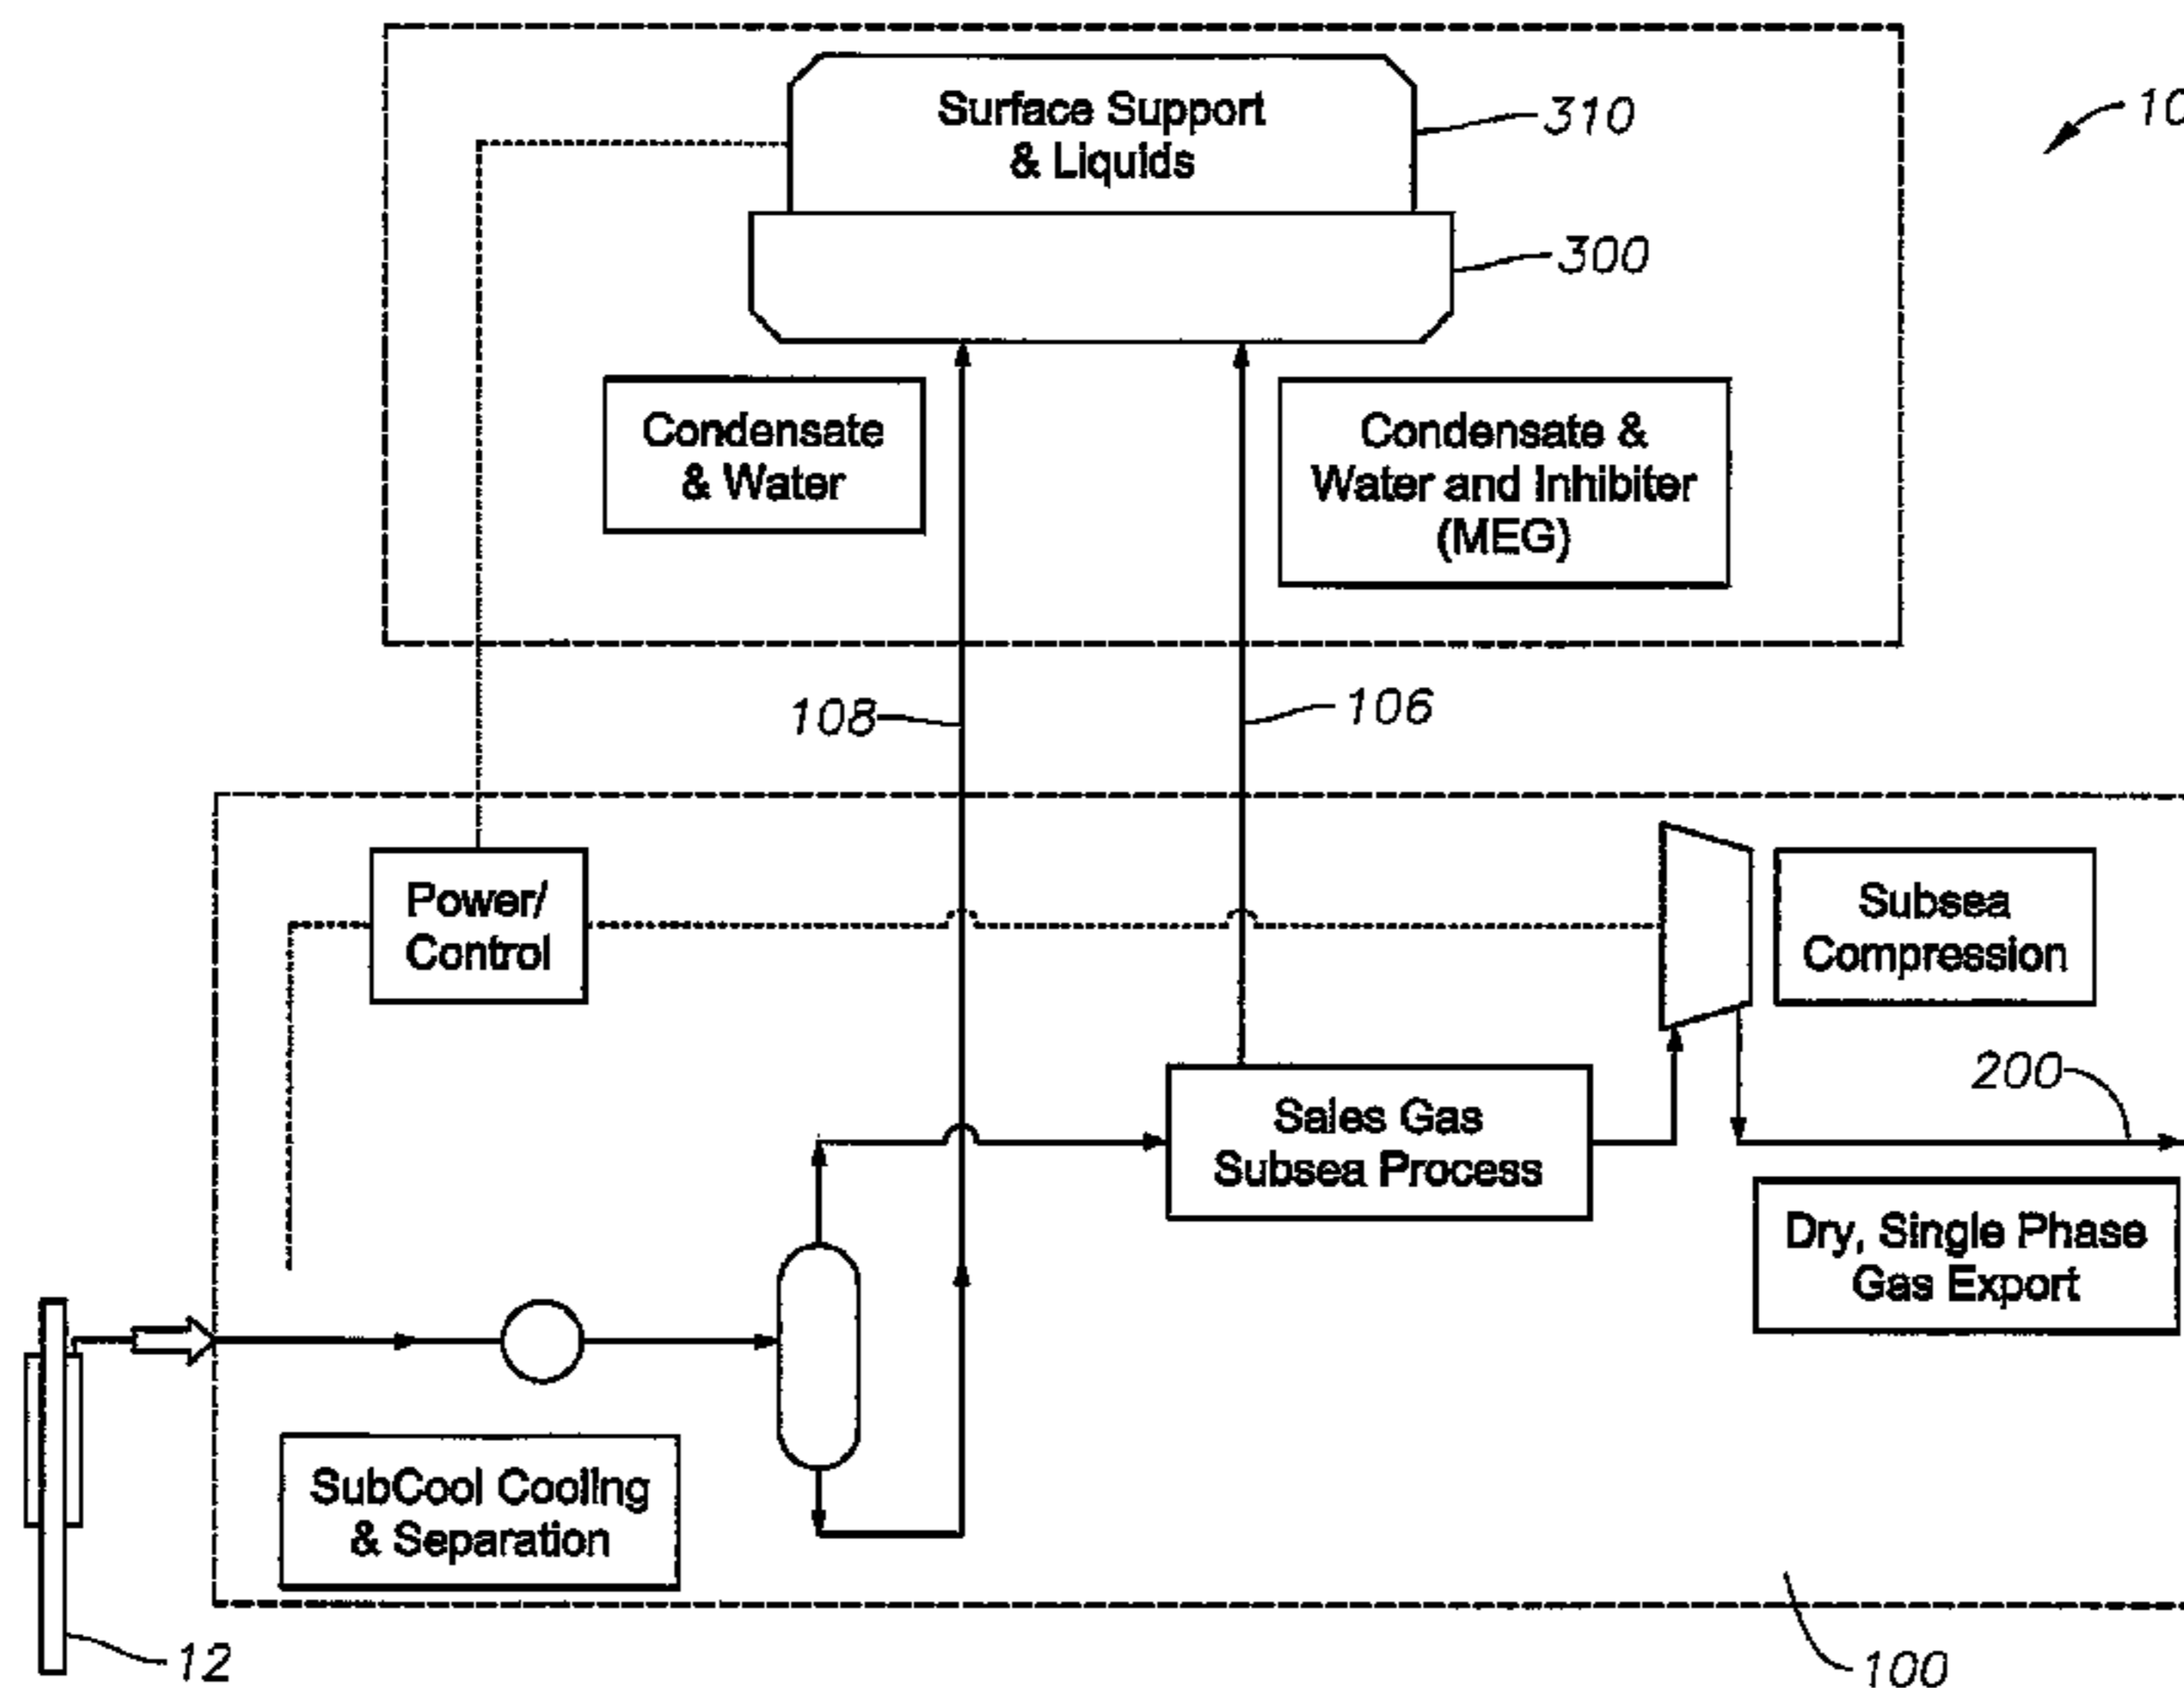 Surface Support
& Liquids
310
10
300
Condensate
& Water
Condensate &
Water and Inhibiter
(MEG)
108
106
Power/
Control
Subsea
Compression
200
Sales Gas
Subsea Process
Dry, Single Phase
Gas Export
SubCool Cooling
& Separation
12
100